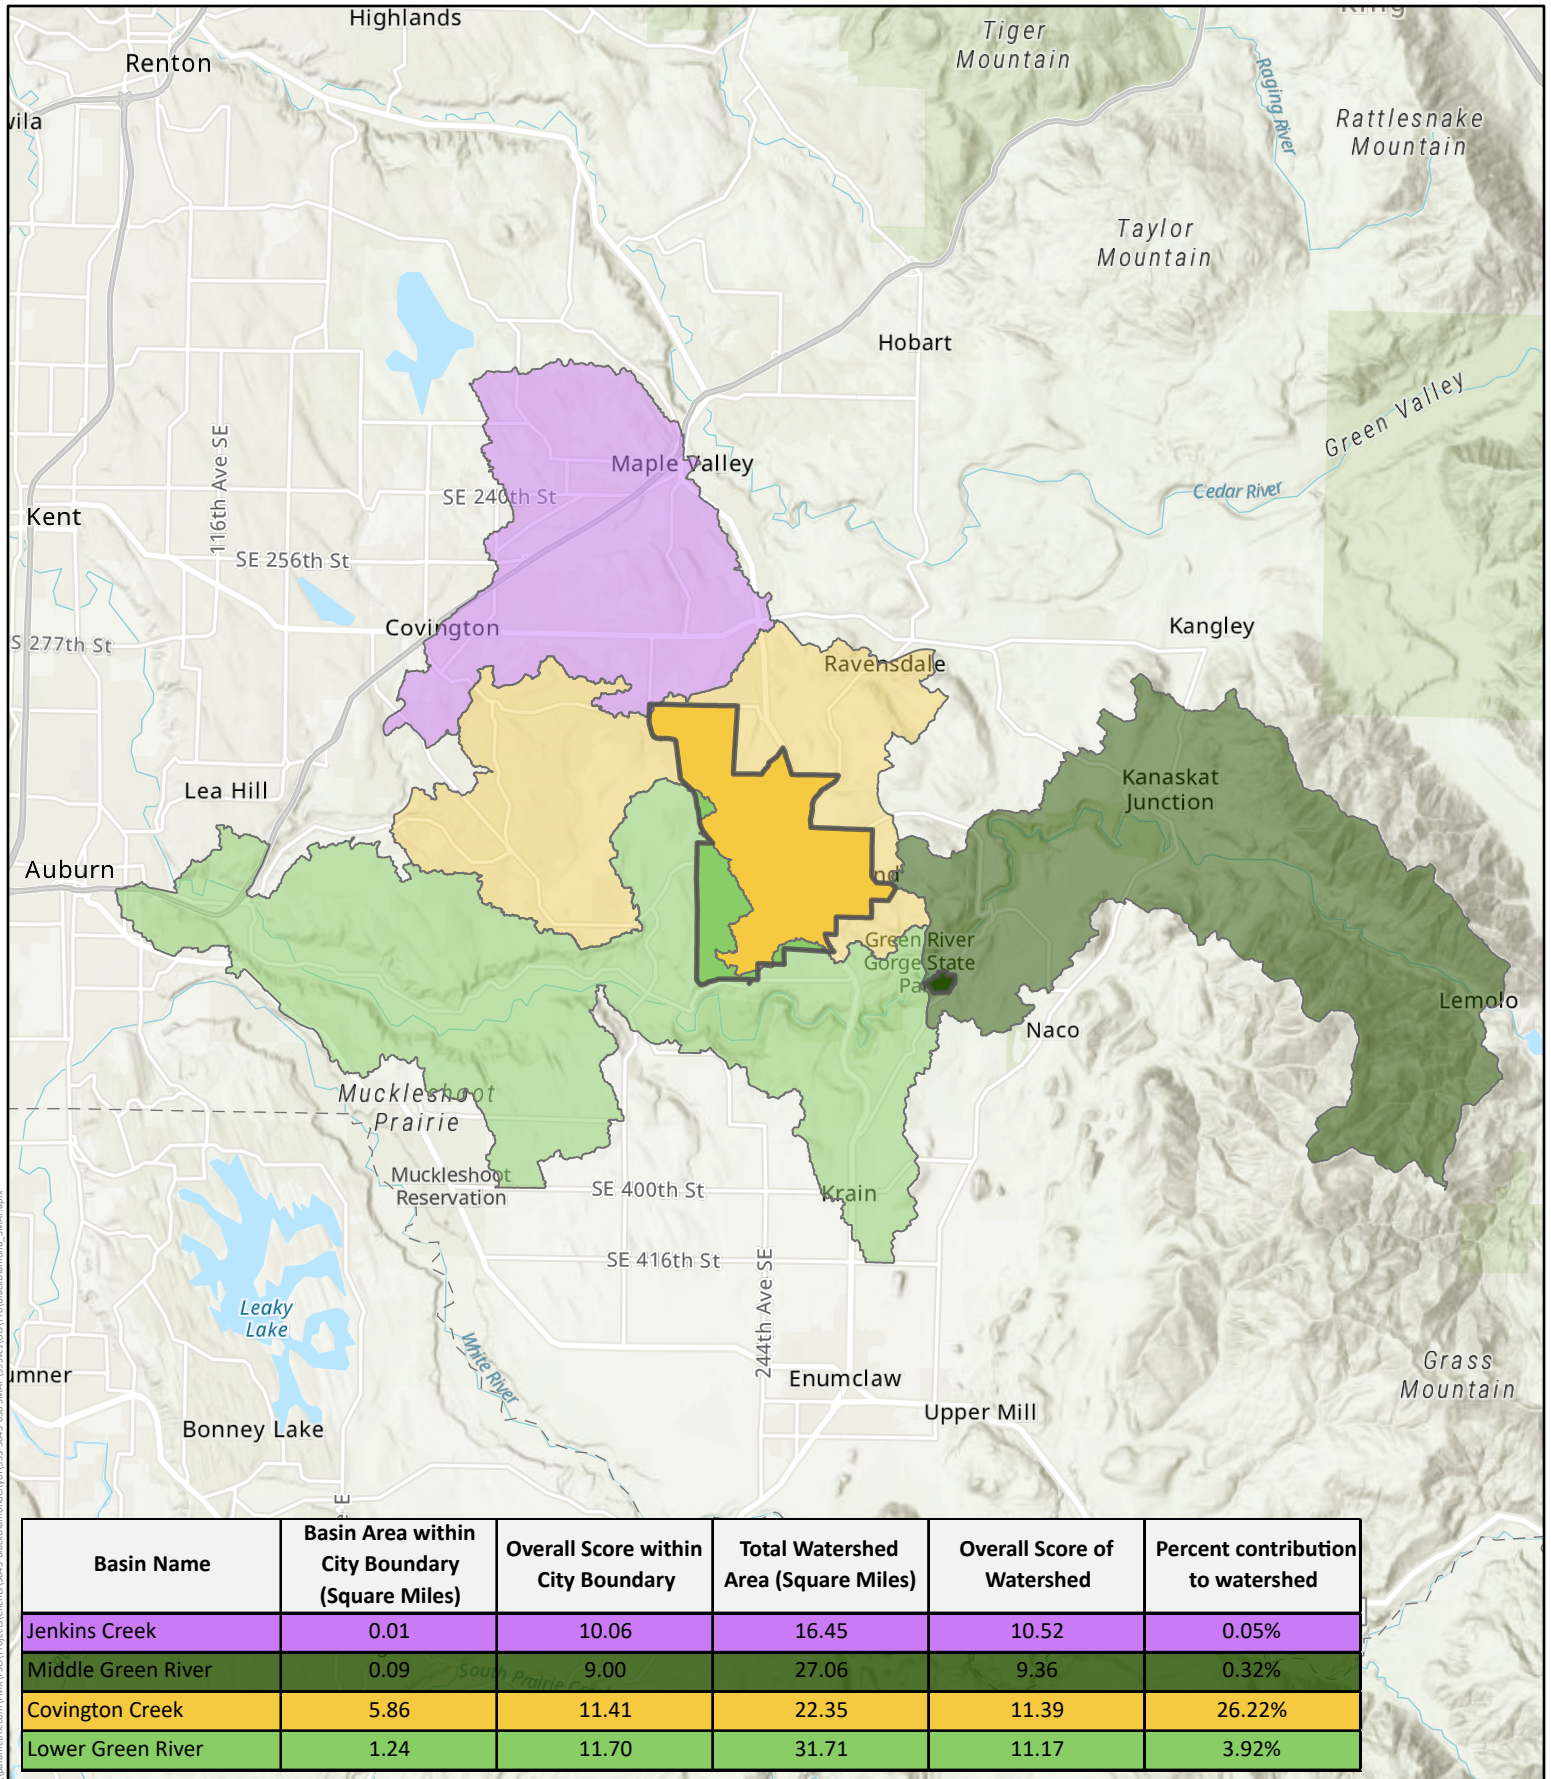 Highlands
King
Tiger
Mountain
Renton
Raging River
Rattlesnake
Mountain
Taylor
Mountain
Hobart
Green Valley
116th Ave SE
Maple Valley
SE 240th St
Cedar River
Kent
SE 256th St
Covington
Kangley
S 277th St
Ravensdale
Kanaskat
Junction
Lea Hill
Auburn
nd
Green River
Gorge State
Pa
Lemolo
Naco
Muckleshoot
Prairie
Muckleshoot
Reservation
SE 400th St
Krain
SE 416th St
244th Ave SE
Leaky
Lake
White River
umner
Enumclaw
Grass
Mountain
Upper Mill
Bonney Lake
e E
Basin Name | Basin Area within City Boundary (Square Miles) | Overall Score within City Boundary | Total Watershed Area (Square Miles) | Overall Score of Watershed | Percent contribution to watershed
Jenkins Creek 0.01 10.06 16.45 10.52 0.05%
Middle Green River 0.09 9.00 27.06 9.36 0.32%
South Prairie Creek
Covington Creek 5.86 11.41 22.35 11.39 26.22%
Lower Green River 1.24 11.70 31.71 11.17 3.92%